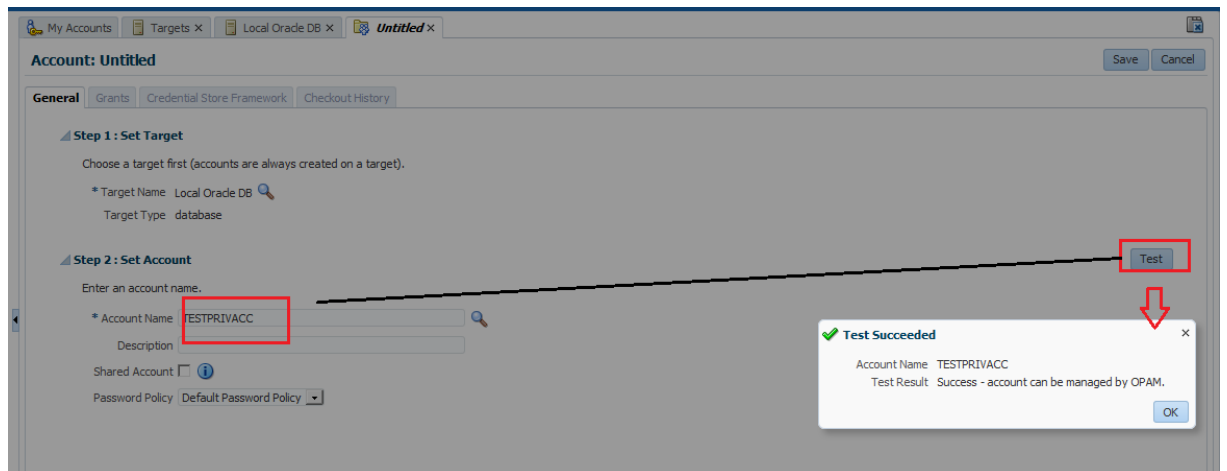 My Accounts Targets × Local Oracle DB × Untitled ×
Account: Untitled Save Cancel
General Grants Credential Store Framework Checkout History
Step 1 : Set Target
Choose a target first (accounts are always created on a target).
* Target Name Local Oracle DB
Target Type database
Step 2 : Set Account Test
Enter an account name.
* Account Name TESTPRIVACC
Description
Shared Account
Password Policy Default Password Policy
Test Succeeded ×
Account Name TESTPRIVACC
Test Result Success - account can be managed by OPAM.
OK